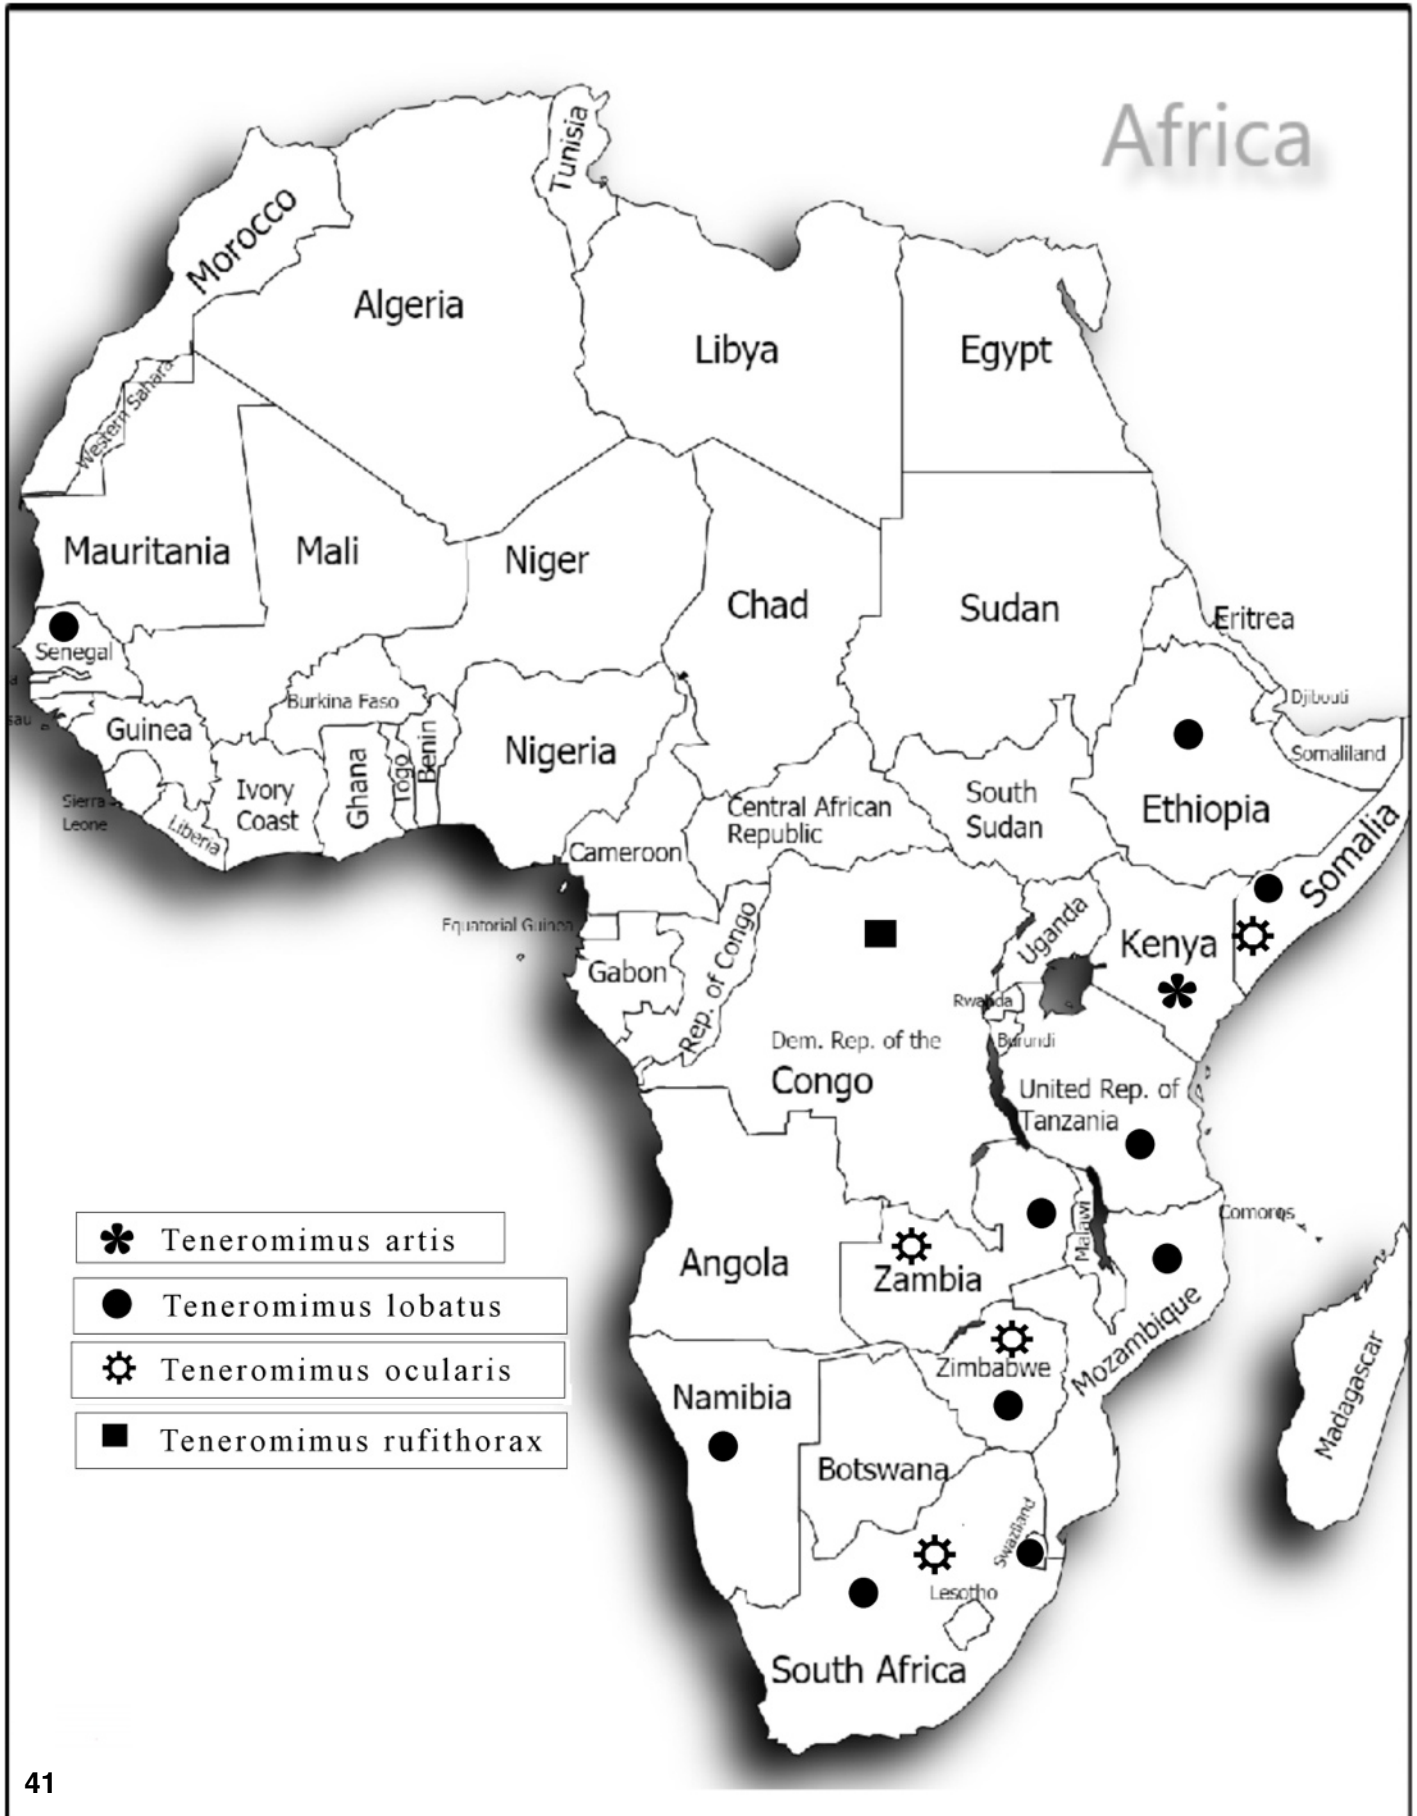 Africa
Tunisia
Morocco
Algeria
Libya
Egypt
Western Sahara
Mauritania
Mali
Niger
Chad
Sudan
Eritrea
Senegal
Djibouti
sau
Burkina Faso
Guinea
Benin
Nigeria
Somaliland
Ghana
Togo
Ivory
Coast
South
Sudan
Central African
Republic
Ethiopia
Sierra
Leone
Liberia
Cameroon
Somalia
Equatorial Guinea
Rep. of Congo
Uganda
Kenya
Gabon
Rwanda
Dem. Rep. of the
Congo
Burundi
United Rep. of
Tanzania
Comoros
Malawi
Angola
Zambia
Mozambique
Zimbabwe
Madagascar
Namibia
Botswana
Swaziland
Lesotho
South Africa
Teneromimus artis
Teneromimus lobatus
Teneromimus ocularis
Teneromimus rufithorax
41